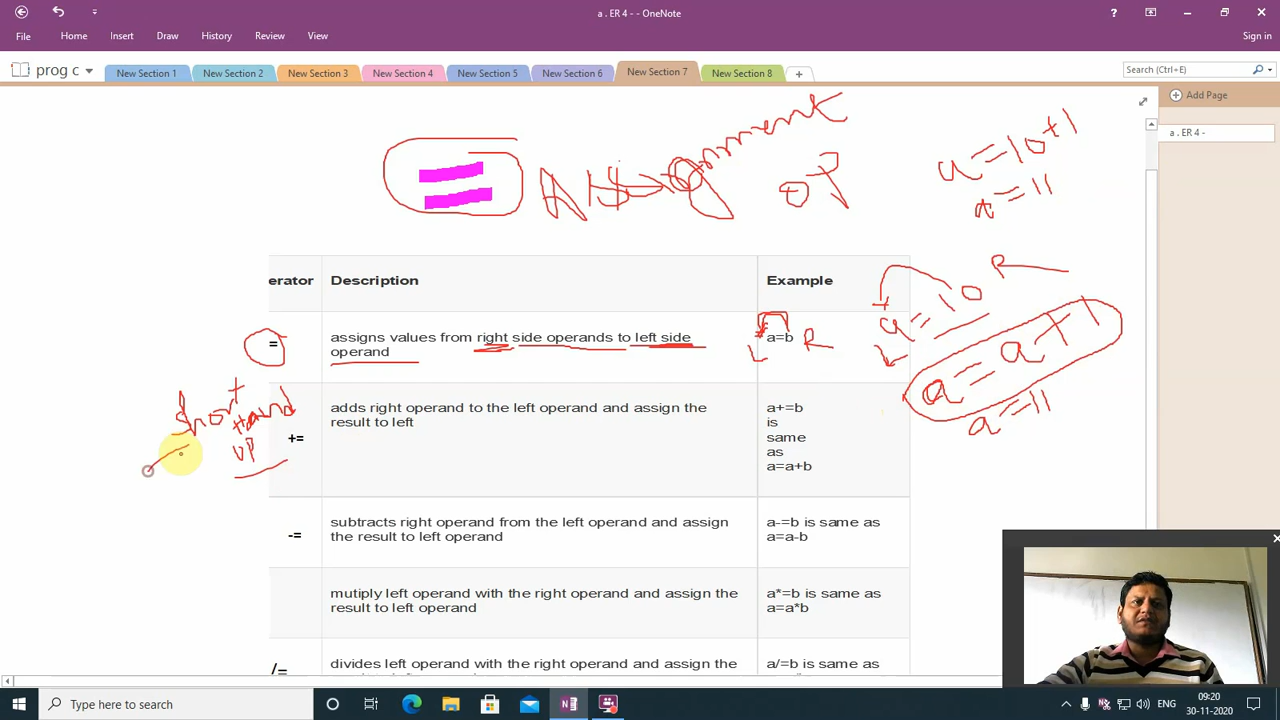 a . ER 4 - - OneNote
?
Sign in
File Home Insert Draw History Review View
prog c
New Section 1 New Section 2 New Section 3 New Section 4 New Section 5 New Section 6 New Section 7 New Section 8 +
Search (Ctrl+E)
Add Page
a . ER 4 -
= Assignment op
a=10+1
a=11
erator Description Example
= assigns values from right side operands to left side
operand
a=b
L R
R
a=10
L
a=a+1
a=11
short
Hand
op
+= adds right operand to the left operand and assign the
result to left
a+=b
is
same
as
a=a+b
-= subtracts right operand from the left operand and assign
the result to left operand
a-=b is same as
a=a-b
mutiply left operand with the right operand and assign the
result to left operand
a*=b is same as
a=a*b
/= divides left operand with the right operand and assign the
a/=b is same as
Type here to search
ENG
09:20
30-11-2020